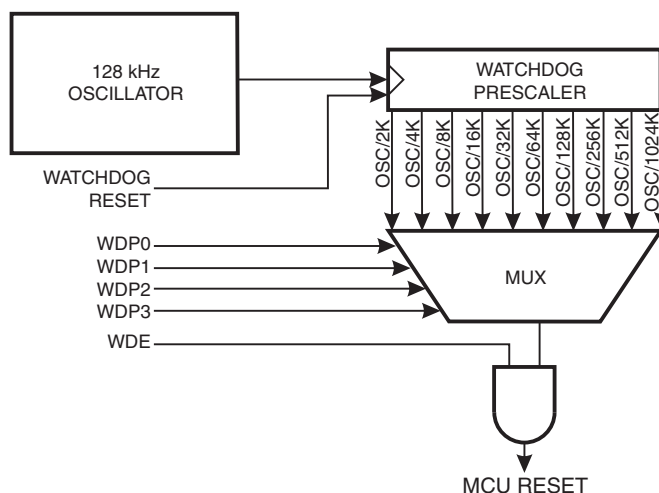 128 kHz
OSCILLATOR
WATCHDOG
PRESCALER
OSC/2K
OSC/4K
OSC/8K
OSC/16K
OSC/32K
OSC/64K
OSC/128K
OSC/256K
OSC/512K
OSC/1024K
WATCHDOG
RESET
WDP0
WDP1
WDP2
WDP3
MUX
WDE
MCU RESET